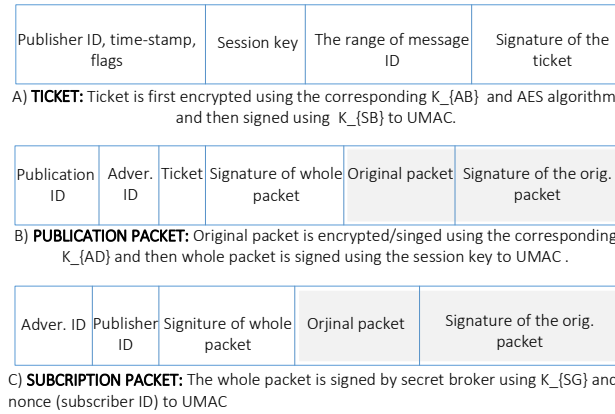 Publisher ID, time-stamp, flags
Session key
The range of message ID
Signature of the ticket
A) TICKET: Ticket is first encrypted using the corresponding K_{AB} and AES algorithm
and then signed using K_{SB} to UMAC.
Publication ID
Adver. ID
Ticket
Signature of whole packet
Original packet
Signature of the orig. packet
B) PUBLICATION PACKET: Original packet is encrypted/singed using the corresponding
K_{AD} and then whole packet is signed using the session key to UMAC .
Adver. ID
Publisher ID
Signiture of whole packet
Orjinal packet
Signature of the orig. packet
C) SUBCRIPTION PACKET: The whole packet is signed by secret broker using K_{SG} and
nonce (subscriber ID) to UMAC